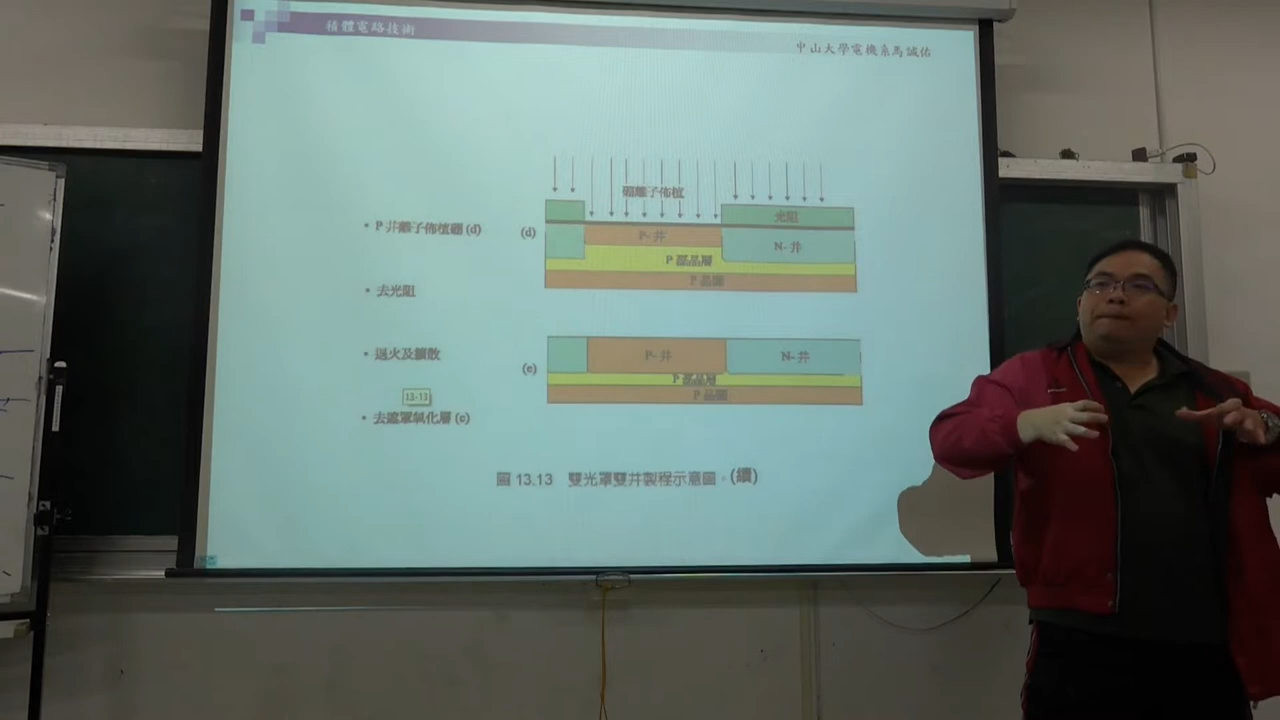 積體電路技術
中山大學電機系馬誠佑
硼離子佈植
光阻
• P 井離子佈植硼 (d)
(d)
P- 井
N- 井
P 磊晶層
P 晶圓
• 去光阻
• 退火及擴散
(e)
P- 井
N- 井
P 磊晶層
P 晶圓
13-13
• 去遮罩氧化層 (e)
圖 13.13 雙光罩雙井製程示意圖。(續)